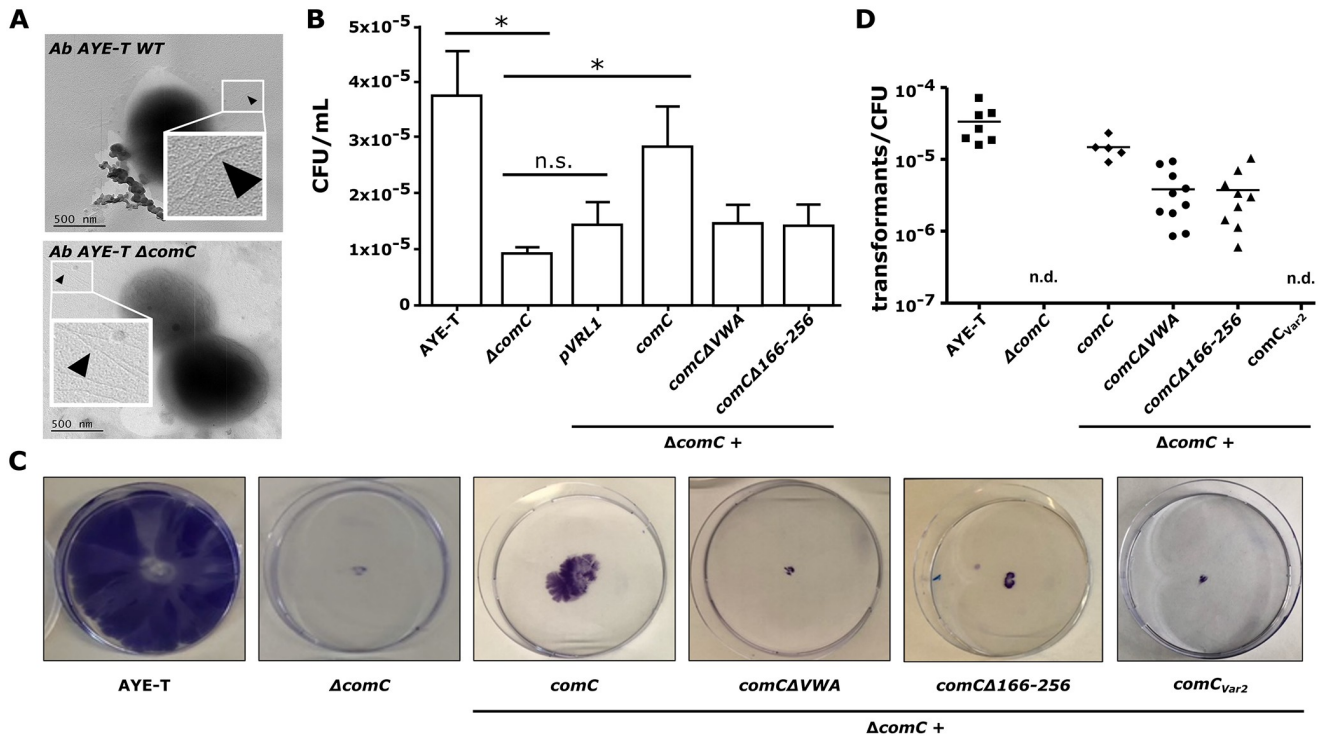 A
Ab AYE-T WT
500 nm
Ab AYE-T ΔcomC
500 nm
B
CFU/mL
5x10-5
4x10-5
3x10-5
2x10-5
1x10-5
0
*
*
n.s.
AYE-T
ΔcomC
pVRL1
comC
comCΔVWA
comCΔ166-256
ΔcomC +
D
transformants/CFU
10-4
10-5
10-6
10-7
n.d.
n.d.
AYE-T
ΔcomC
comC
comCΔVWA
comCΔ166-256
comCVar2
ΔcomC +
C
AYE-T
ΔcomC
comC
comCΔVWA
comCΔ166-256
comCVar2
ΔcomC +